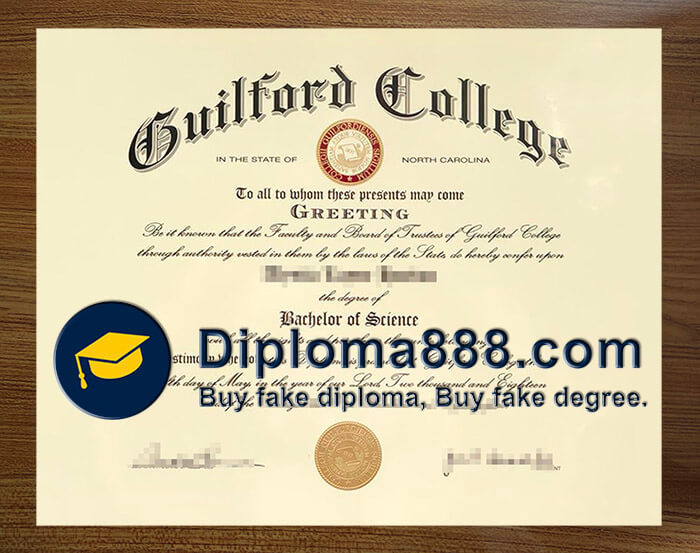 Guilford College
IN THE STATE OF NORTH CAROLINA
To all to whom these presents may come
GREETING
Be it known that the Faculty and Board of Trustees of Guilford College
through authority vested in them by the laws of the State, do hereby confer upon
the degree of
Bachelor of Science
Diploma888.com
day of May, in the year of our Lord Two thousand and Eighteen
Buy fake diploma, Buy fake degree.